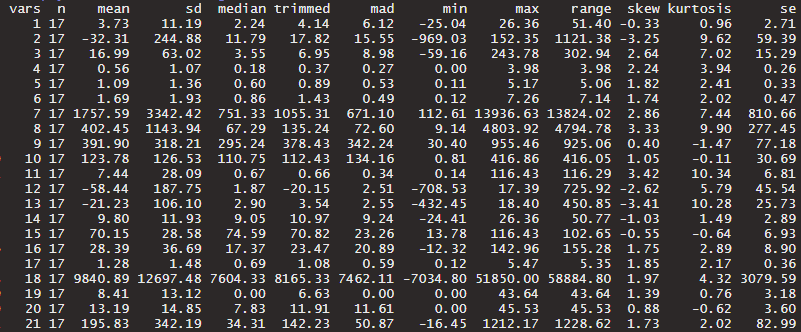 vars n mean sd median trimmed mad min max range skew kurtosis se
1 17 3.73 11.19 2.24 4.14 6.12 -25.04 26.36 51.40 -0.33 0.96 2.71
2 17 -32.31 244.88 11.79 17.82 15.55 -969.03 152.35 1121.38 -3.25 9.62 59.39
3 17 16.99 63.02 3.55 6.95 8.98 -59.16 243.78 302.94 2.64 7.02 15.29
4 17 0.56 1.07 0.18 0.37 0.27 0.00 3.98 3.98 2.24 3.94 0.26
5 17 1.09 1.36 0.60 0.89 0.53 0.11 5.17 5.06 1.82 2.41 0.33
6 17 1.69 1.93 0.86 1.43 0.49 0.12 7.26 7.14 1.74 2.02 0.47
7 17 1757.59 3342.42 751.33 1055.31 671.10 112.61 13936.63 13824.02 2.86 7.44 810.66
8 17 402.45 1143.94 67.29 135.24 72.60 9.14 4803.92 4794.78 3.33 9.90 277.45
9 17 391.90 318.21 295.24 378.43 342.24 30.40 955.46 925.06 0.40 -1.47 77.18
10 17 123.78 126.53 110.75 112.43 134.16 0.81 416.86 416.05 1.05 -0.11 30.69
11 17 7.44 28.09 0.67 0.66 0.34 0.14 116.43 116.29 3.42 10.34 6.81
12 17 -58.44 187.75 1.87 -20.15 2.51 -708.53 17.39 725.92 -2.62 5.79 45.54
13 17 -21.23 106.10 2.90 3.54 2.55 -432.45 18.40 450.85 -3.41 10.28 25.73
14 17 9.80 11.93 9.05 10.97 9.24 -24.41 26.36 50.77 -1.03 1.49 2.89
15 17 70.15 28.58 74.59 70.82 23.26 13.78 116.43 102.65 -0.55 -0.64 6.93
16 17 28.39 36.69 17.37 23.47 20.89 -12.32 142.96 155.28 1.75 2.89 8.90
17 17 1.28 1.48 0.69 1.08 0.59 0.12 5.47 5.35 1.85 2.17 0.36
18 17 9840.89 12697.48 7604.33 8165.33 7462.11 -7034.80 51850.00 58884.80 1.97 4.32 3079.59
19 17 8.41 13.12 0.00 6.63 0.00 0.00 43.64 43.64 1.39 0.76 3.18
20 17 13.19 14.85 7.83 11.91 11.61 0.00 45.53 45.53 0.88 -0.62 3.60
21 17 195.83 342.19 34.31 142.23 50.87 -16.45 1212.17 1228.62 1.73 2.02 82.99